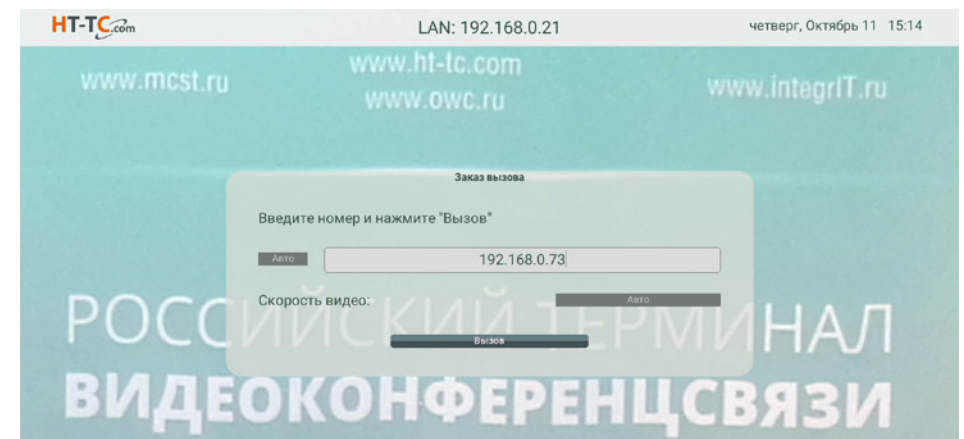 HT-TC.com
LAN: 192.168.0.21
четверг, Октябрь 11 15:14
www.mcst.ru
www.ht-tc.com
www.owc.ru
www.integrIT.ru
Заказ вызова
Введите номер и нажмите "Вызов"
Авто
192.168.0.73
Скорость видео:
Авто
Вызов
РОССИЙСКИЙ ТЕРМИНАЛ
ВИДЕОКОНФЕРЕНЦСВЯЗИ